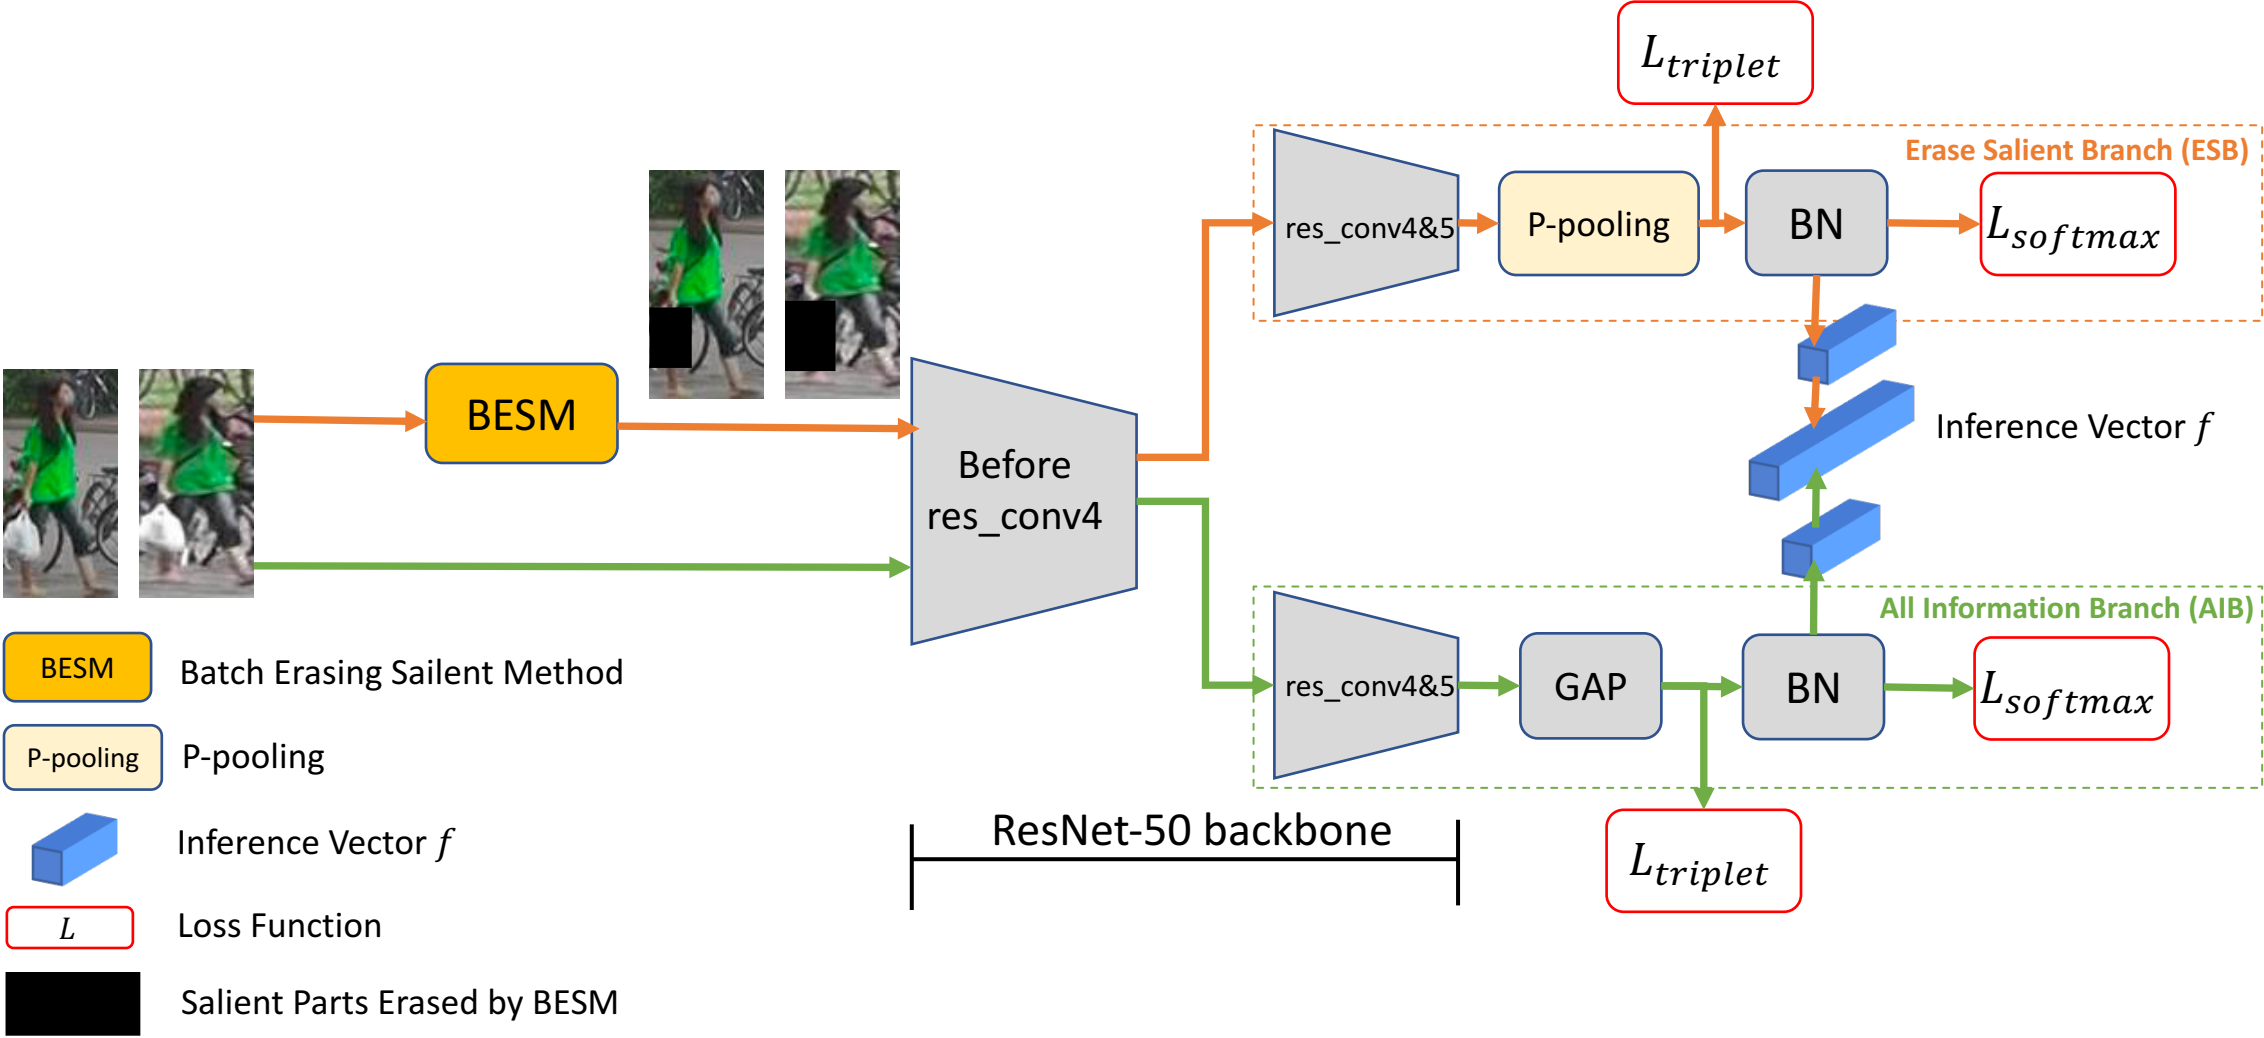 L_triplet
Erase Salient Branch (ESB)
res_conv4&5
P-pooling
BN
L_softmax
BESM
Before
res_conv4
Inference Vector f
All Information Branch (AIB)
res_conv4&5
GAP
BN
L_softmax
L_triplet
ResNet-50 backbone
BESM
Batch Erasing Sailent Method
P-pooling
P-pooling
Inference Vector f
L
Loss Function
Salient Parts Erased by BESM